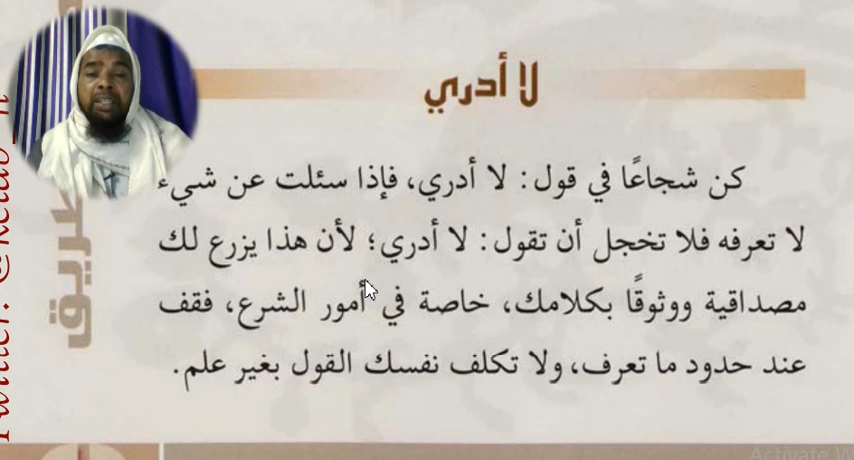 لا أدري
كن شجاعًا في قول: لا أدري، فإذا سئلت عن شيء
لا تعرفه فلا تخجل أن تقول: لا أدري؛ لأن هذا يزرع لك
مصداقية ووثوقًا بكلامك، خاصة في أمور الشرع، فقف
عند حدود ما تعرف، ولا تكلف نفسك القول بغير علم.
Activate W